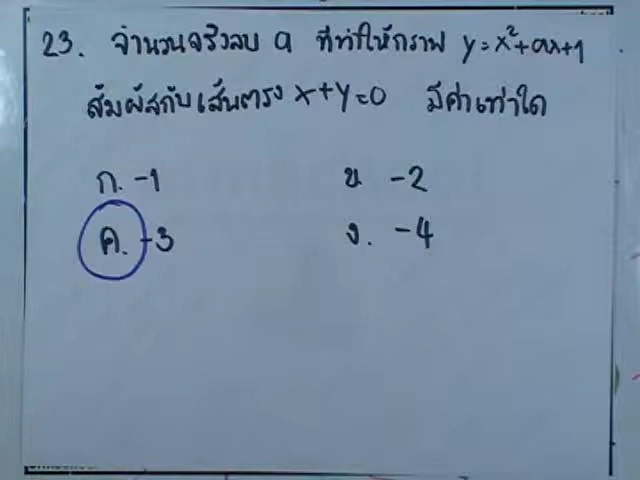 23. จำนวนจริงลบ a ที่ทำให้กราฟ y=x²+ax+1
สัมผัสกับเส้นตรง x+y=0 มีค่าเท่าใด
ก. -1 ข. -2
ค. -3 ง. -4